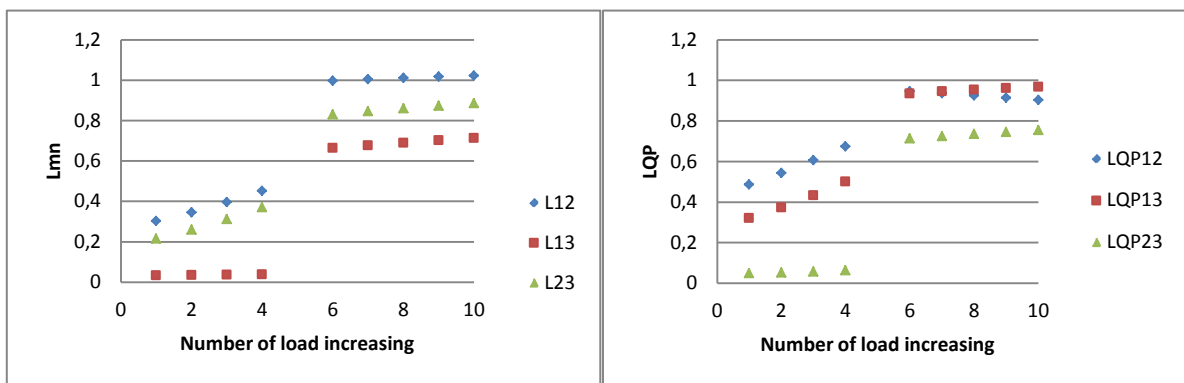 1,2
1
0,8
0,6
0,4
0,2
0
Lmn
0 2 4 6 8 10
Number of load increasing
L12
L13
L23
1,2
1
0,8
0,6
0,4
0,2
0
LQP
0 2 4 6 8 10
Number of load increasing
LQP12
LQP13
LQP23